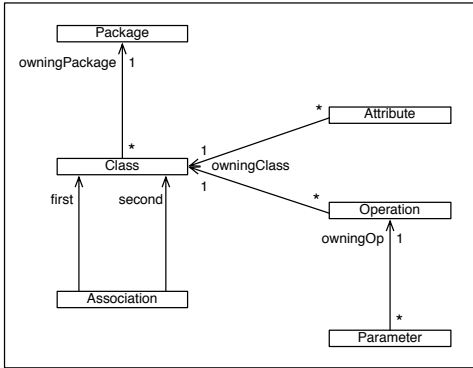 Package
owningPackage 1
*
*
Attribute
1
Class
owningClass
1
first
second
*
Operation
owningOp 1
Association
*
Parameter